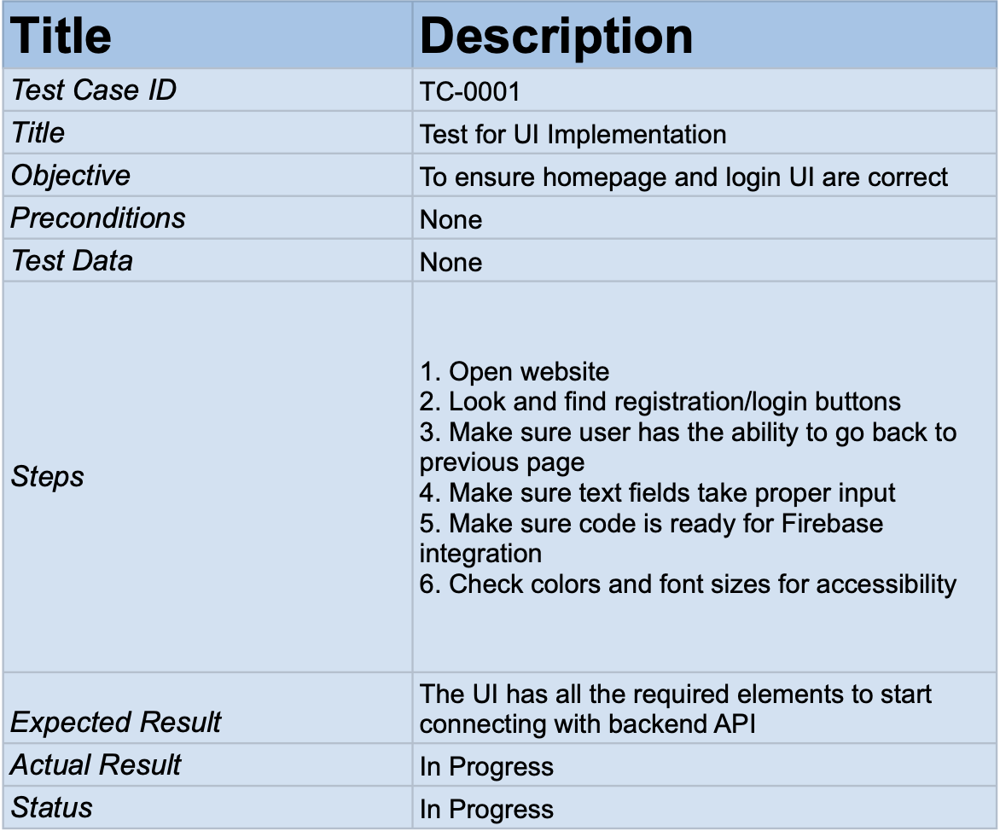 Title Description
Test Case ID TC-0001
Title Test for UI Implementation
Objective To ensure homepage and login UI are correct
Preconditions None
Test Data None
Steps
1. Open website
2. Look and find registration/login buttons
3. Make sure user has the ability to go back to
previous page
4. Make sure text fields take proper input
5. Make sure code is ready for Firebase
integration
6. Check colors and font sizes for accessibility
Expected Result
The UI has all the required elements to start
connecting with backend API
Actual Result In Progress
Status In Progress